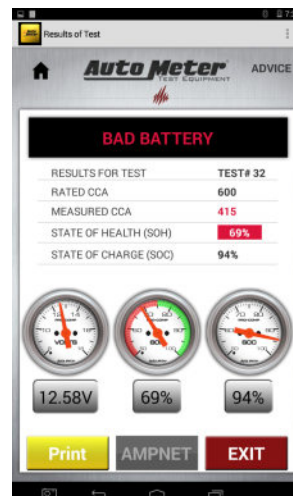 Results of Test
Auto Meter
TEST EQUIPMENT
ADVICE
BAD BATTERY
RESULTS FOR TEST TEST# 32
RATED CCA 600
MEASURED CCA 415
STATE OF HEALTH (SOH) 69%
STATE OF CHARGE (SOC) 94%
VOLTS
12.58V 69% 94%
Print AMPNET EXIT